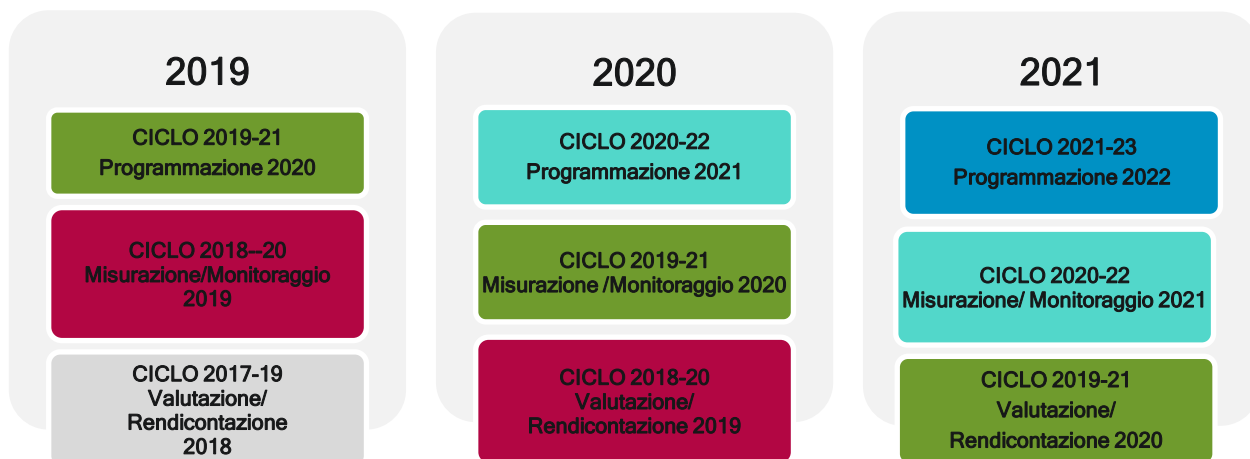 2019
CICLO 2019-21
Programmazione 2020
CICLO 2018--20
Misurazione/Monitoraggio
2019
CICLO 2017-19
Valutazione/
Rendicontazione
2018
2020
CICLO 2020-22
Programmazione 2021
CICLO 2019-21
Misurazione /Monitoraggio 2020
CICLO 2018-20
Valutazione/
Rendicontazione 2019
2021
CICLO 2021-23
Programmazione 2022
CICLO 2020-22
Misurazione/ Monitoraggio 2021
CICLO 2019-21
Valutazione/
Rendicontazione 2020